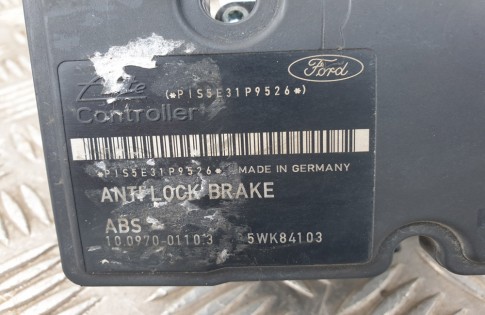 Ford
(*P1S5E31P9526*)
Controller
*P1S5E31P9526* MADE IN GERMANY
ANTI LOCK BRAKE
ABS
10.0970-0110.3 5WK84103